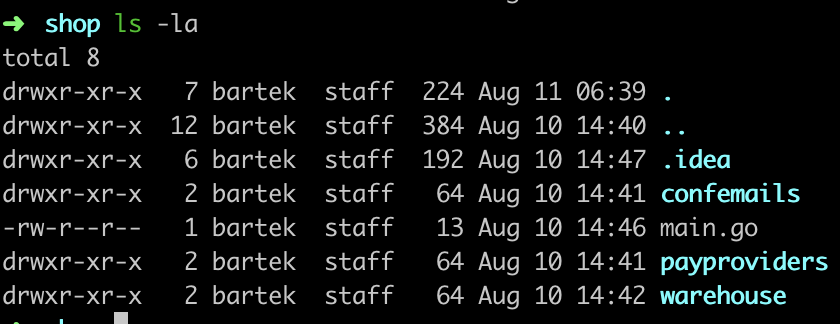 ➜ shop ls -la
total 8
drwxr-xr-x   7 bartek  staff  224 Aug 11 06:39 .
drwxr-xr-x  12 bartek  staff  384 Aug 10 14:40 ..
drwxr-xr-x   6 bartek  staff  192 Aug 10 14:47 .idea
drwxr-xr-x   2 bartek  staff   64 Aug 10 14:41 confemails
-rw-r--r--   1 bartek  staff   13 Aug 10 14:46 main.go
drwxr-xr-x   2 bartek  staff   64 Aug 10 14:41 payproviders
drwxr-xr-x   2 bartek  staff   64 Aug 10 14:42 warehouse